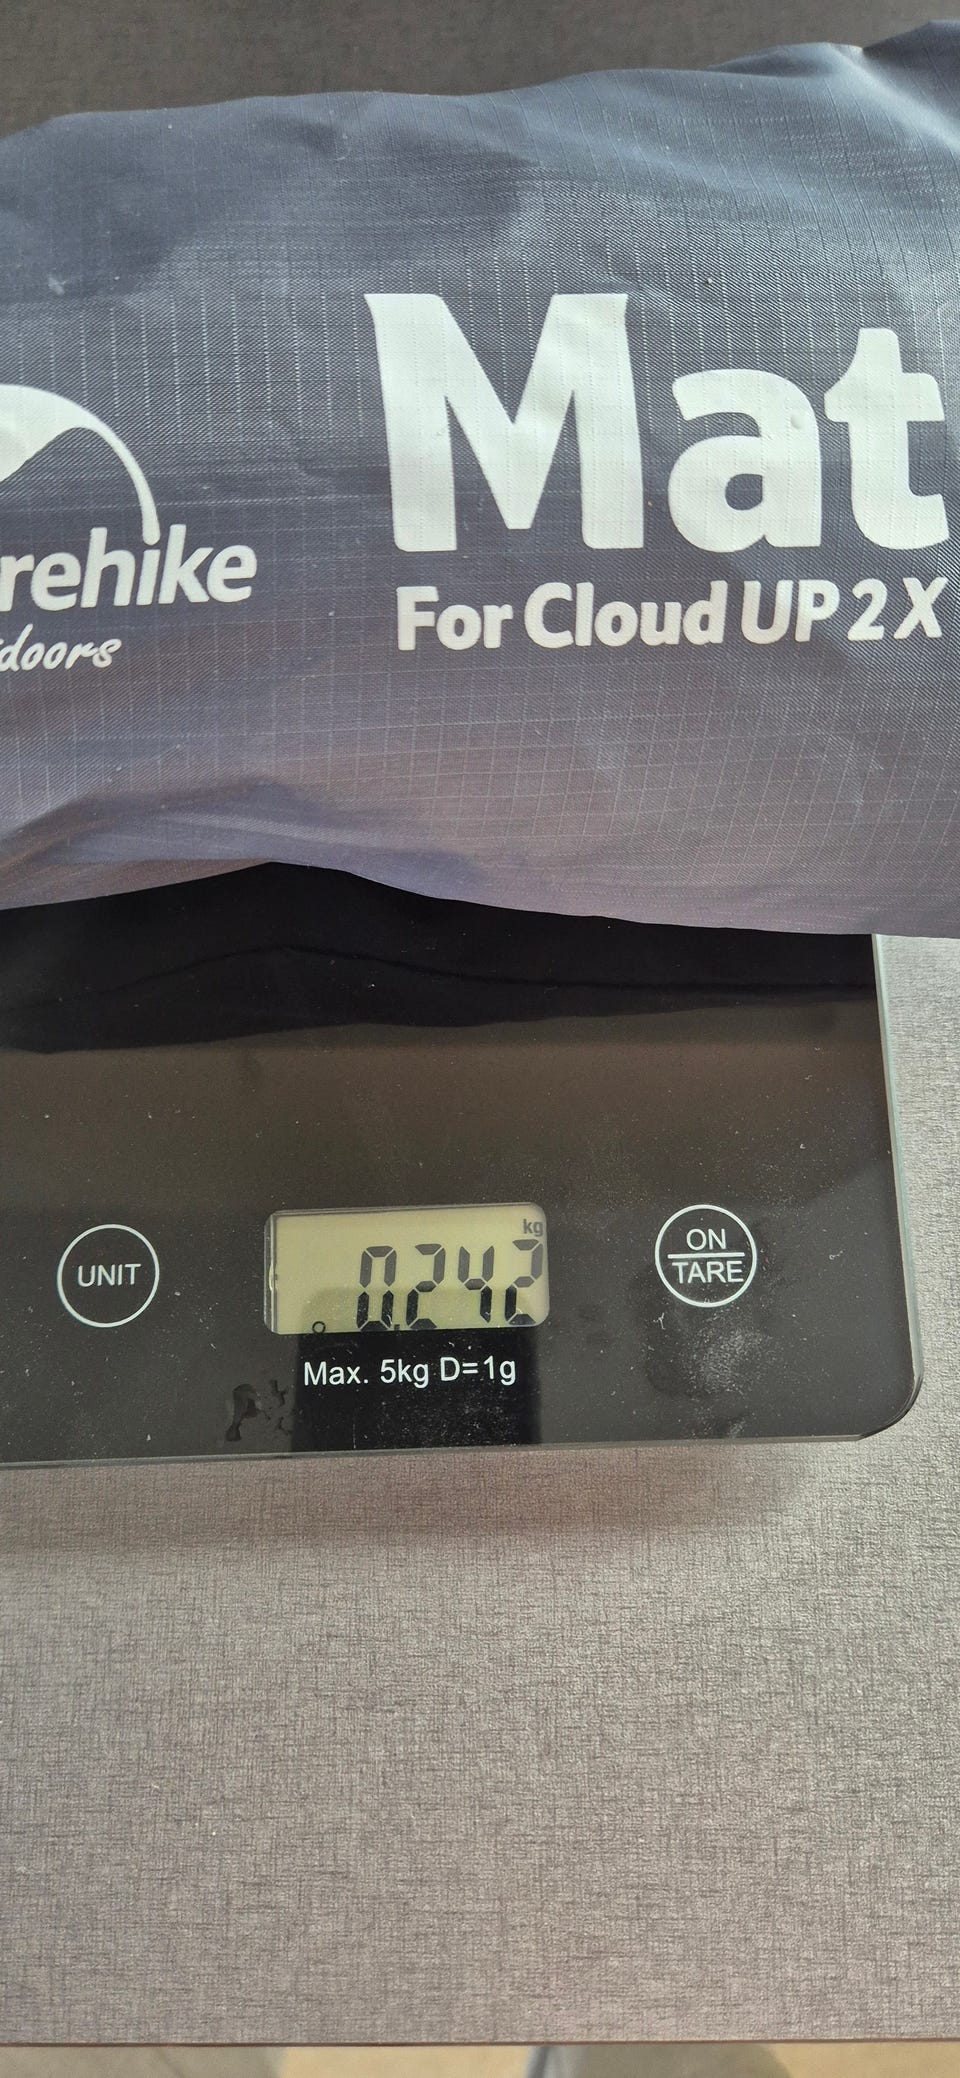 Mat
For Cloud UP 2 X
rehike
doors
kg
0.242
UNIT
ON
TARE
Max. 5kg D=1g